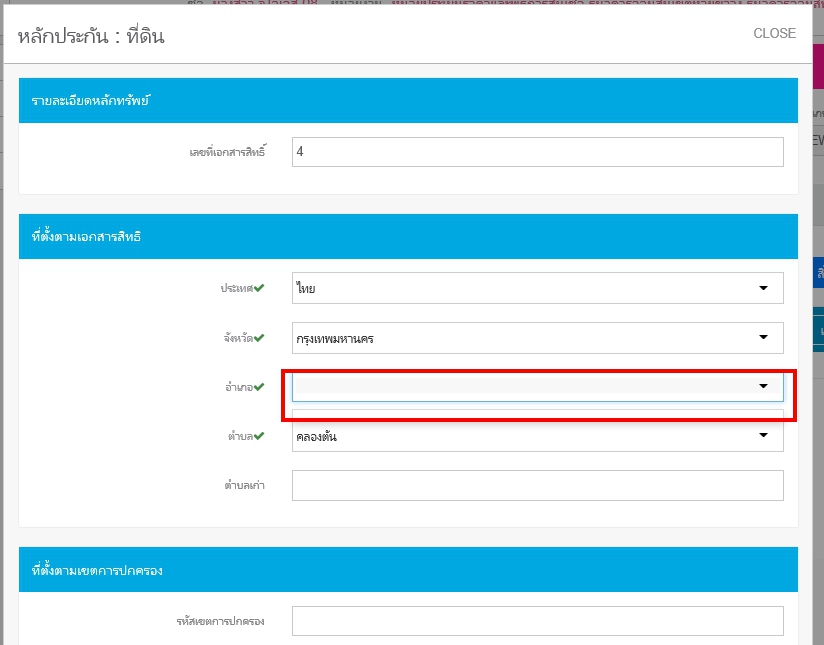 หลักประกัน : ที่ดิน
CLOSE
รายละเอียดหลักทรัพย์
เลขที่เอกสารสิทธิ์
4
ที่ตั้งตามเอกสารสิทธิ
ประเทศ
ไทย
จังหวัด
กรุงเทพมหานคร
อำเภอ
ตำบล
คลองตัน
ตำบลเก่า
ที่ตั้งตามเขตการปกครอง
รหัสเขตการปกครอง